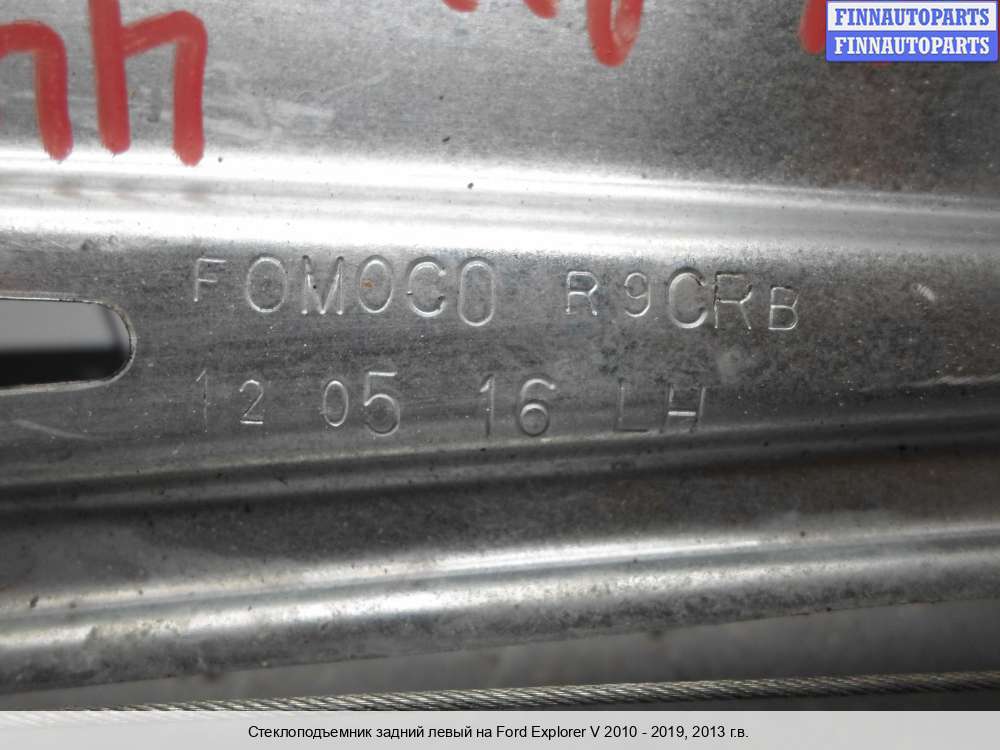 FINNAUTOPARTS
FINNAUTOPARTS
FOMOCO R9CRB
12 05 16 LH
Стеклоподъемник задний левый на Ford Explorer V 2010 - 2019, 2013 г.в.